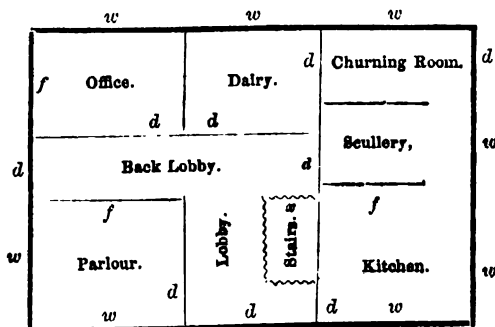 w w w
Office. Dairy. d Churning Room. d
f
d d Scullery, w
Back Lobby. d
d
f x f
w Parlour. Lobby. Stairs. Kitchen. w
d
w d d w